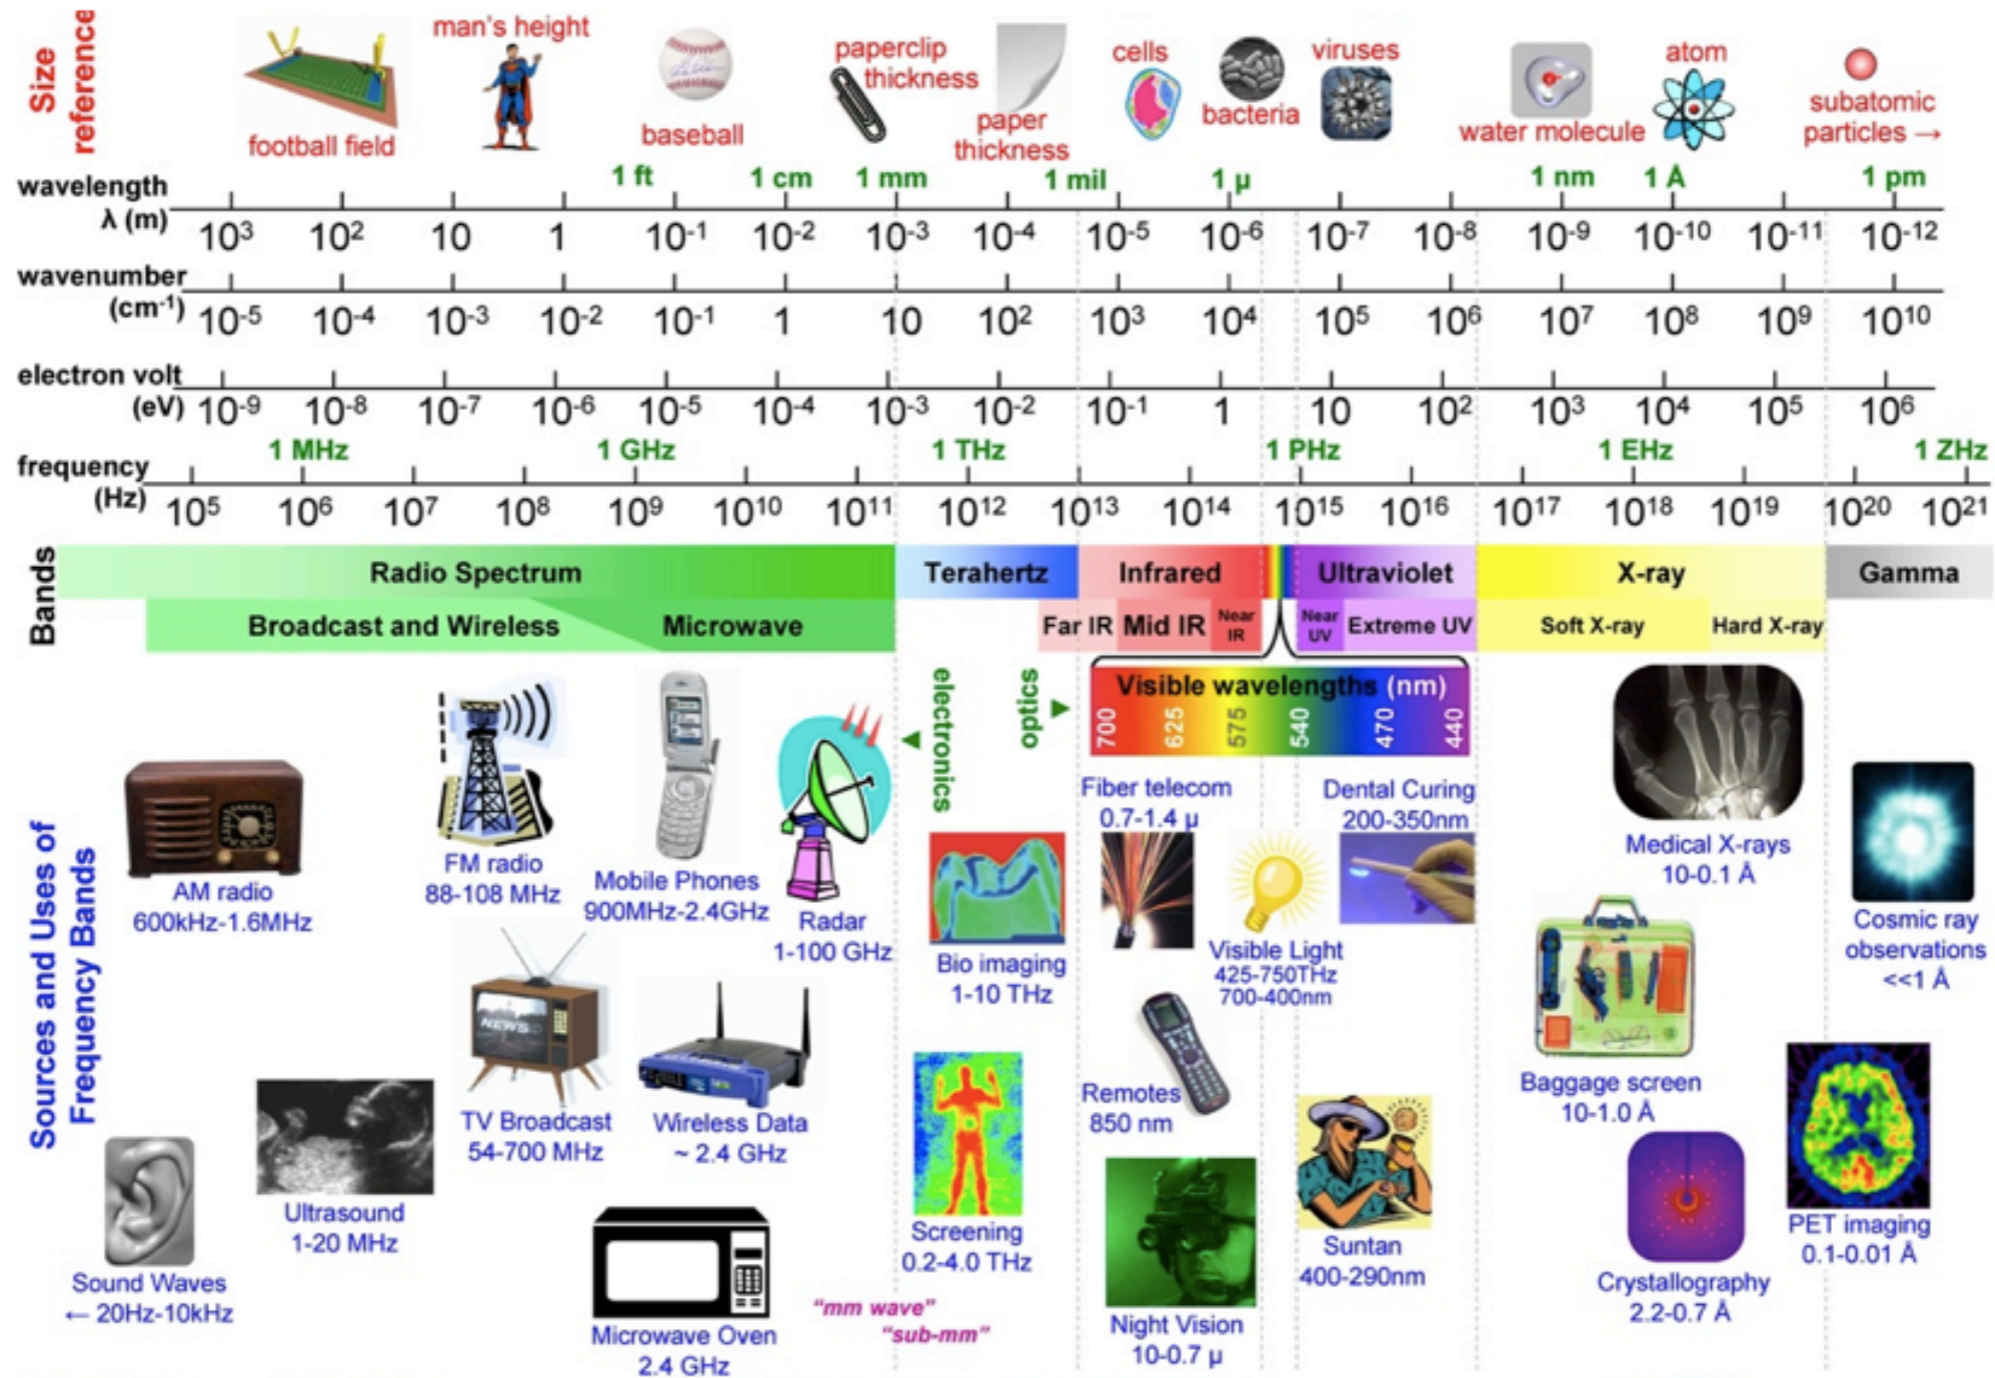 Size
reference
football field
man's height
baseball
paperclip
thickness
paper
thickness
cells
bacteria
viruses
water molecule
atom
subatomic
particles →
1 ft
1 cm
1 mm
1 mil
1 µ
1 nm
1 Å
1 pm
wavelength
λ (m)
10³ 10² 10 1 10⁻¹ 10⁻² 10⁻³ 10⁻⁴ 10⁻⁵ 10⁻⁶ 10⁻⁷ 10⁻⁸ 10⁻⁹ 10⁻¹⁰ 10⁻¹¹ 10⁻¹²
wavenumber
(cm⁻¹)
10⁻⁵ 10⁻⁴ 10⁻³ 10⁻² 10⁻¹ 1 10 10² 10³ 10⁴ 10⁵ 10⁶ 10⁷ 10⁸ 10⁹ 10¹⁰
electron volt
(eV)
10⁻⁹ 10⁻⁸ 10⁻⁷ 10⁻⁶ 10⁻⁵ 10⁻⁴ 10⁻³ 10⁻² 10⁻¹ 1 10 10² 10³ 10⁴ 10⁵ 10⁶
1 MHz 1 GHz 1 THz 1 PHz 1 EHz 1 ZHz
frequency
(Hz)
10⁵ 10⁶ 10⁷ 10⁸ 10⁹ 10¹⁰ 10¹¹ 10¹² 10¹³ 10¹⁴ 10¹⁵ 10¹⁶ 10¹⁷ 10¹⁸ 10¹⁹ 10²⁰ 10²¹
Bands
Radio Spectrum
Terahertz
Infrared
Ultraviolet
X-ray
Gamma
Broadcast and Wireless
Microwave
Far IR
Mid IR
Near
IR
Near
UV
Extreme UV
Soft X-ray
Hard X-ray
electronics
optics
Visible wavelengths (nm)
700 625 575 540 470 440
Sources and Uses of
Frequency Bands
AM radio
600kHz-1.6MHz
FM radio
88-108 MHz
Mobile Phones
900MHz-2.4GHz
Radar
1-100 GHz
Bio imaging
1-10 THz
Fiber telecom
0.7-1.4 µ
Visible Light
425-750THz
700-400nm
Dental Curing
200-350nm
Medical X-rays
10-0.1 Å
Cosmic ray
observations
<<1 Å
Sound Waves
← 20Hz-10kHz
Ultrasound
1-20 MHz
NEWS
TV Broadcast
54-700 MHz
Wireless Data
~ 2.4 GHz
Microwave Oven
2.4 GHz
"mm wave"
"sub-mm"
Screening
0.2-4.0 THz
Remotes
850 nm
Night Vision
10-0.7 µ
Suntan
400-290nm
Baggage screen
10-1.0 Å
Crystallography
2.2-0.7 Å
PET imaging
0.1-0.01 Å